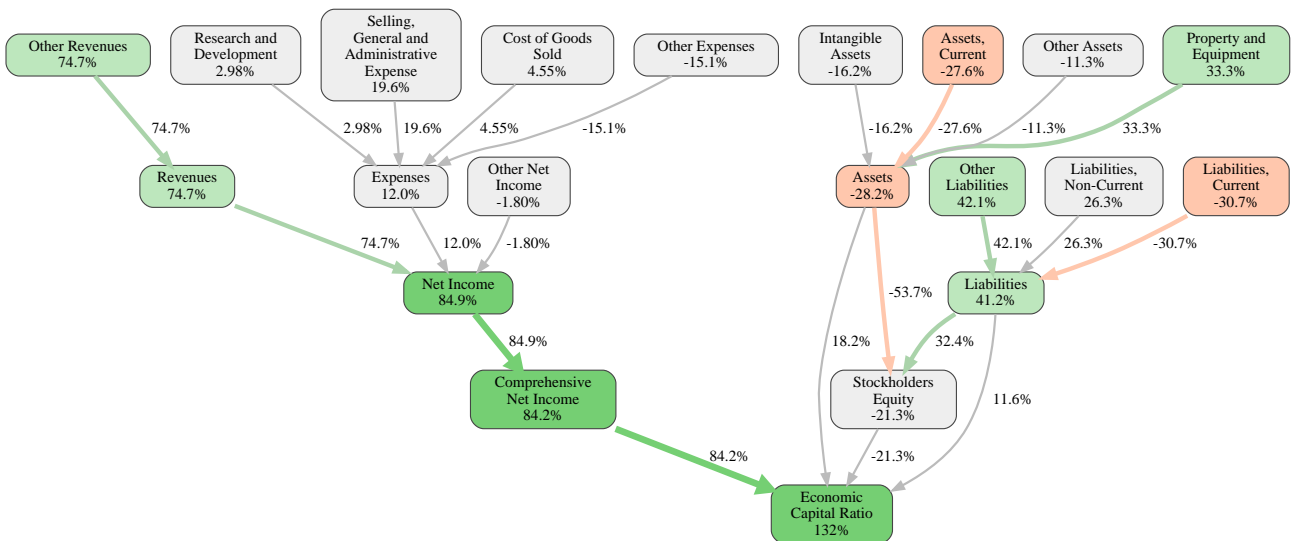 Other Revenues
74.7%
Research and
Development
2.98%
Selling,
General and
Administrative
Expense
19.6%
Cost of Goods
Sold
4.55%
Other Expenses
-15.1%
Intangible
Assets
-16.2%
Assets,
Current
-27.6%
Other Assets
-11.3%
Property and
Equipment
33.3%
74.7%
2.98%
19.6%
4.55%
-15.1%
-16.2%
-27.6%
-11.3%
33.3%
Revenues
74.7%
Expenses
12.0%
Other Net
Income
-1.80%
Assets
-28.2%
Other
Liabilities
42.1%
Liabilities,
Non-Current
26.3%
Liabilities,
Current
-30.7%
74.7%
12.0%
-1.80%
42.1%
26.3%
-30.7%
Net Income
84.9%
-53.7%
Liabilities
41.2%
84.9%
18.2%
32.4%
Comprehensive
Net Income
84.2%
Stockholders
Equity
-21.3%
11.6%
84.2%
-21.3%
Economic
Capital Ratio
132%